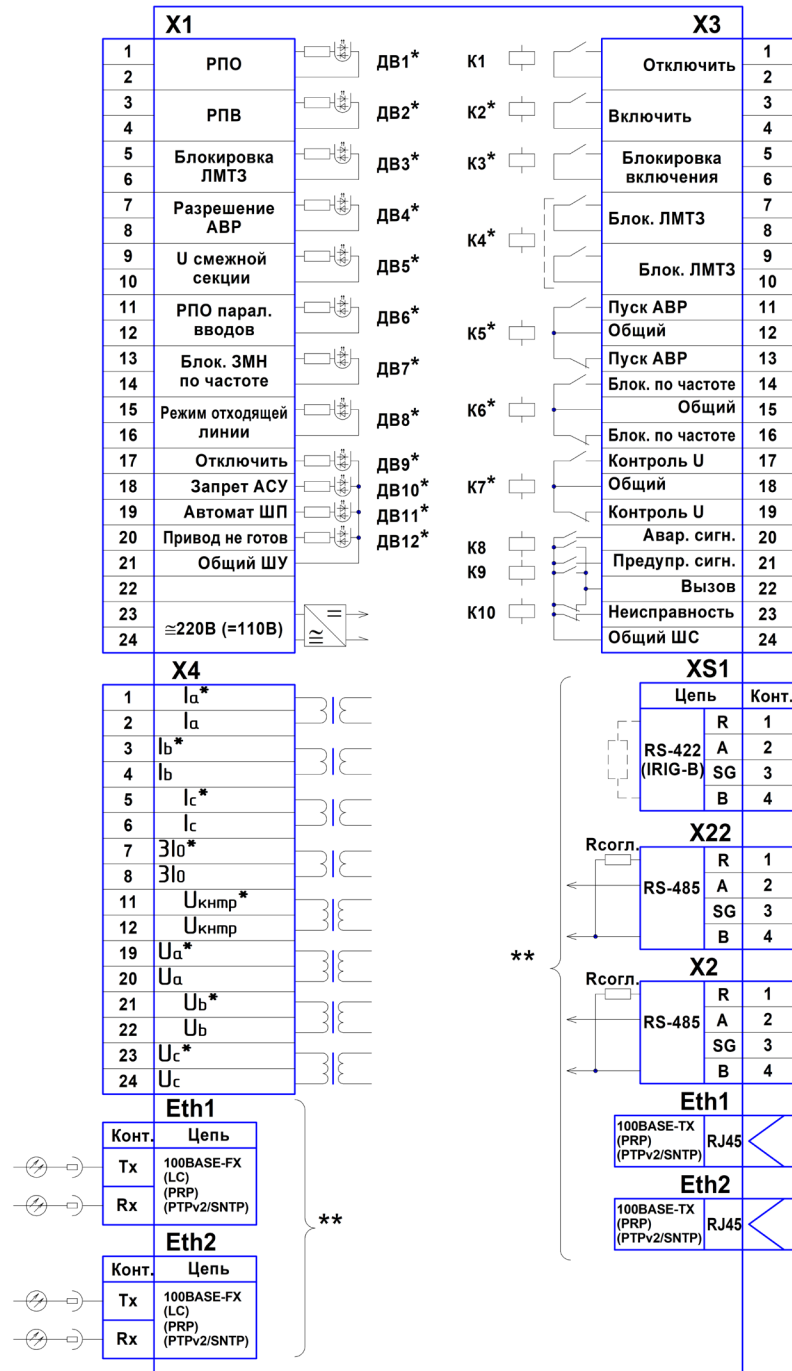 X1
1
РПО
ДВ1*
2
3
РПВ
ДВ2*
4
5
Блокировка
ЛМТЗ
ДВ3*
6
7
Разрешение
АВР
ДВ4*
8
9
U смежной
секции
ДВ5*
10
11
РПО парал.
вводов
ДВ6*
12
13
Блок. ЗМН
по частоте
ДВ7*
14
15
Режим отходящей
линии
ДВ8*
16
17 Отключить ДВ9*
18 Запрет АСУ ДВ10*
19 Автомат ШП ДВ11*
20 Привод не готов ДВ12*
21 Общий ШУ
22
23
≅220В (=110В)
24
=
≅
X3
К1 Отключить 1
2
К2* Включить 3
4
К3* Блокировка
включения
5
6
К4* Блок. ЛМТЗ 7
8
Блок. ЛМТЗ 9
10
Пуск АВР 11
К5* Общий 12
Пуск АВР 13
Блок. по частоте 14
К6* Общий 15
Блок. по частоте 16
Контроль U 17
К7* Общий 18
Контроль U 19
К8 Авар. сигн. 20
К9 Предупр. сигн. 21
Вызов 22
К10 Неисправность 23
Общий ШС 24
X4
1 Ia*
2 Ia
3 Ib*
4 Ib
5 Ic*
6 Ic
7 3I0*
8 3I0
11 Uкнтр*
12 Uкнтр
19 Ua*
20 Ua
21 Ub*
22 Ub
23 Uc*
24 Uc
Eth1
Конт. Цепь
Tx
Rx
100BASE-FX
(LC)
(PRP)
(PTPv2/SNTP)
Eth2
Конт. Цепь
Tx
Rx
100BASE-FX
(LC)
(PRP)
(PTPv2/SNTP)
**
**
XS1
Цепь Конт.
RS-422
(IRIG-B)
R 1
A 2
SG 3
B 4
X22
Rсогл.
RS-485
R 1
A 2
SG 3
B 4
X2
Rсогл.
RS-485
R 1
A 2
SG 3
B 4
Eth1
100BASE-TX
(PRP)
(PTPv2/SNTP)
RJ45
Eth2
100BASE-TX
(PRP)
(PTPv2/SNTP)
RJ45